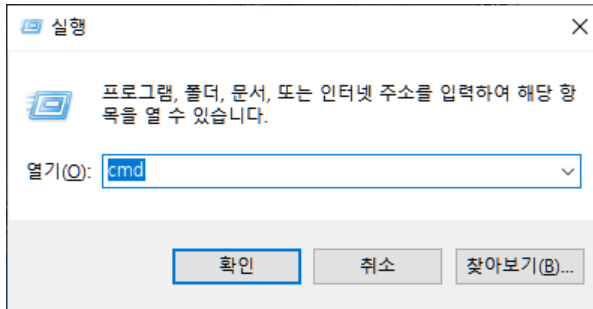 실행
프로그램, 폴더, 문서, 또는 인터넷 주소를 입력하여 해당 항
목을 열 수 있습니다.
열기(O): cmd
확인 취소 찾아보기(B)...